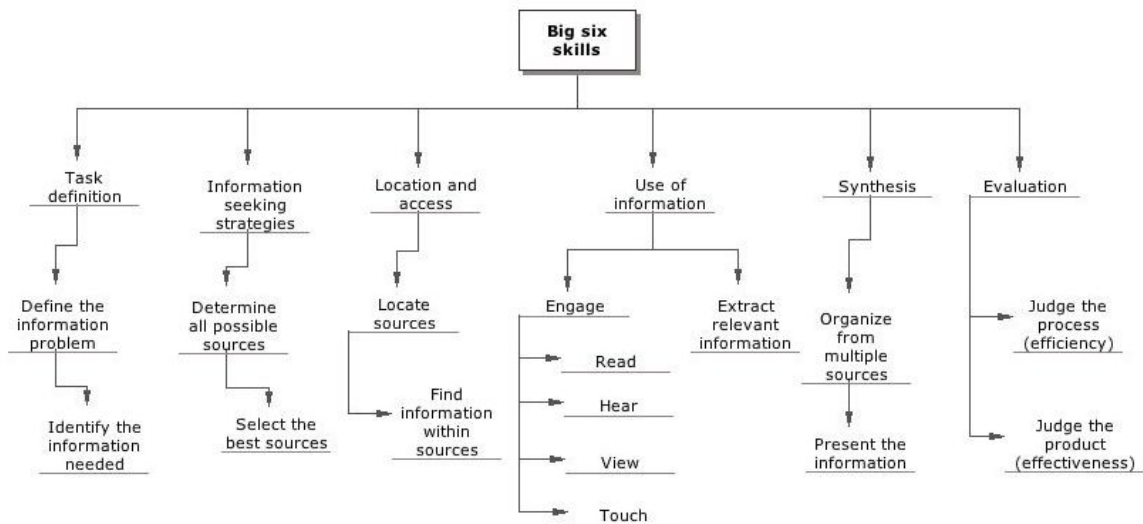 Big six
skills
Task
definition
Information
seeking
strategies
Location and
access
Use of
information
Synthesis
Evaluation
Define the
information
problem
Determine
all possible
sources
Locate
sources
Engage
Extract
relevant
information
Organize
from
multiple
sources
Judge the
process
(efficiency)
Read
Hear
View
Touch
Identify the
information
needed
Select the
best sources
Find
information
within
sources
Present the
information
Judge the
product
(effectiveness)